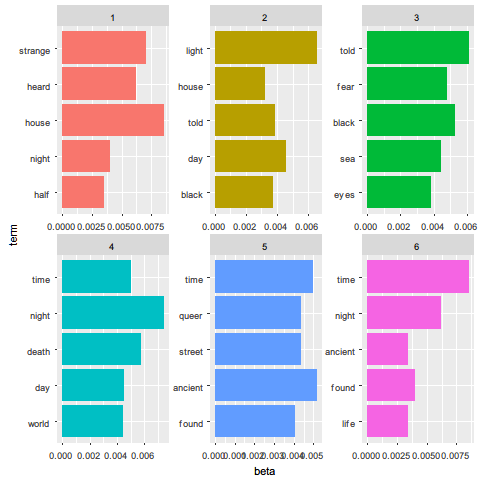 1 2 3
strange
heard
house
night
half
light
house
told
day
black
told
fear
black
sea
eyes
0.0000 0.0025 0.0050 0.0075
0.000 0.002 0.004 0.006
0.000 0.002 0.004 0.006
term
4 5 6
time
night
death
day
world
time
queer
street
ancient
found
time
night
ancient
found
life
0.000 0.002 0.004 0.006
0.000 0.001 0.002 0.003 0.004 0.005
0.0000 0.0025 0.0050 0.0075
beta